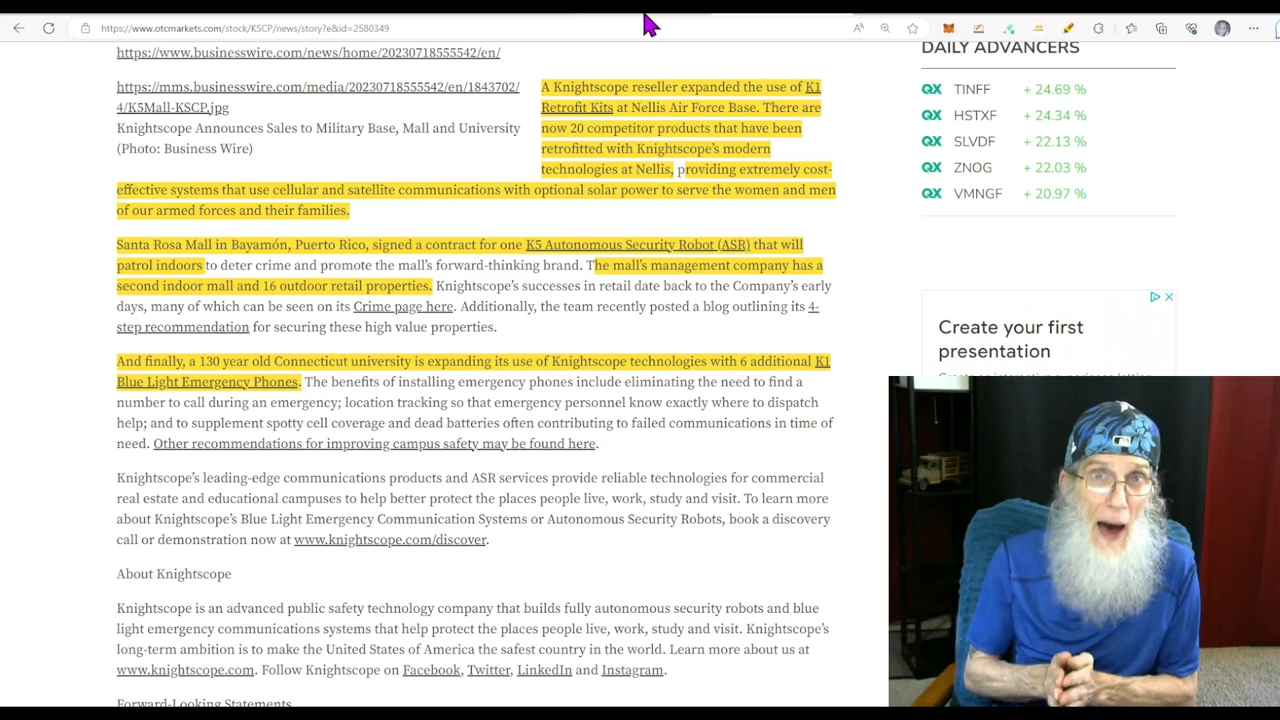 https://www.otcmarkets.com/stock/KSCP/news/story?e&id=2580349
https://www.businesswire.com/news/home/20230718555542/en/
https://mms.businesswire.com/media/20230718555542/en/1843702/
4/K5Mall-KSCP.jpg
Knightscope Announces Sales to Military Base, Mall and University
(Photo: Business Wire)
A Knightscope reseller expanded the use of K1
Retrofit Kits at Nellis Air Force Base. There are
now 20 competitor products that have been
retrofitted with Knightscope’s modern
technologies at Nellis, providing extremely cost-
effective systems that use cellular and satellite communications with optional solar power to serve the women and men
of our armed forces and their families.
Santa Rosa Mall in Bayamón, Puerto Rico, signed a contract for one K5 Autonomous Security Robot (ASR) that will
patrol indoors to deter crime and promote the mall’s forward-thinking brand. The mall’s management company has a
second indoor mall and 16 outdoor retail properties. Knightscope’s successes in retail date back to the Company’s early
days, many of which can be seen on its Crime page here. Additionally, the team recently posted a blog outlining its 4-
step recommendation for securing these high value properties.
And finally, a 130 year old Connecticut university is expanding its use of Knightscope technologies with 6 additional K1
Blue Light Emergency Phones. The benefits of installing emergency phones include eliminating the need to find a
number to call during an emergency; location tracking so that emergency personnel know exactly where to dispatch
help; and to supplement spotty cell coverage and dead batteries often contributing to failed communications in time of
need. Other recommendations for improving campus safety may be found here.
Knightscope’s leading-edge communications products and ASR services provide reliable technologies for commercial
real estate and educational campuses to help better protect the places people live, work, study and visit. To learn more
about Knightscope’s Blue Light Emergency Communication Systems or Autonomous Security Robots, book a discovery
call or demonstration now at www.knightscope.com/discover.
About Knightscope
Knightscope is an advanced public safety technology company that builds fully autonomous security robots and blue
light emergency communications systems that help protect the places people live, work, study and visit. Knightscope’s
long-term ambition is to make the United States of America the safest country in the world. Learn more about us at
www.knightscope.com. Follow Knightscope on Facebook, Twitter, LinkedIn and Instagram.
Forward-Looking Statements
DAILY ADVANCERS
QX TINFF + 24.69 %
QX HSTXF + 24.34 %
QX SLVDF + 22.13 %
QX ZNOG + 22.03 %
QX VMNGF + 20.97 %
Create your first
presentation